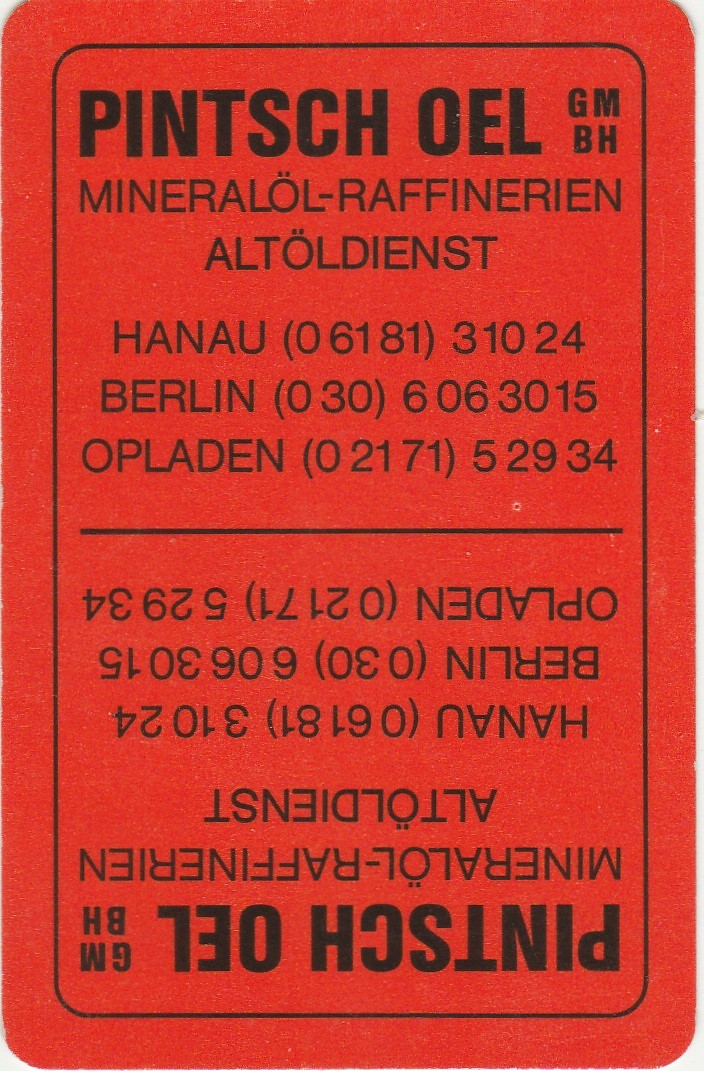 PINTSCH OEL GMBH
MINERALÖL-RAFFINERIEN
ALTÖLDIENST
HANAU (0 61 81) 3 10 24
BERLIN (0 30) 6 06 30 15
OPLADEN (0 21 71) 5 29 34
PINTSCH OEL GMBH
MINERALÖL-RAFFINERIEN
ALTÖLDIENST
HANAU (0 61 81) 3 10 24
BERLIN (0 30) 6 06 30 15
OPLADEN (0 21 71) 5 29 34